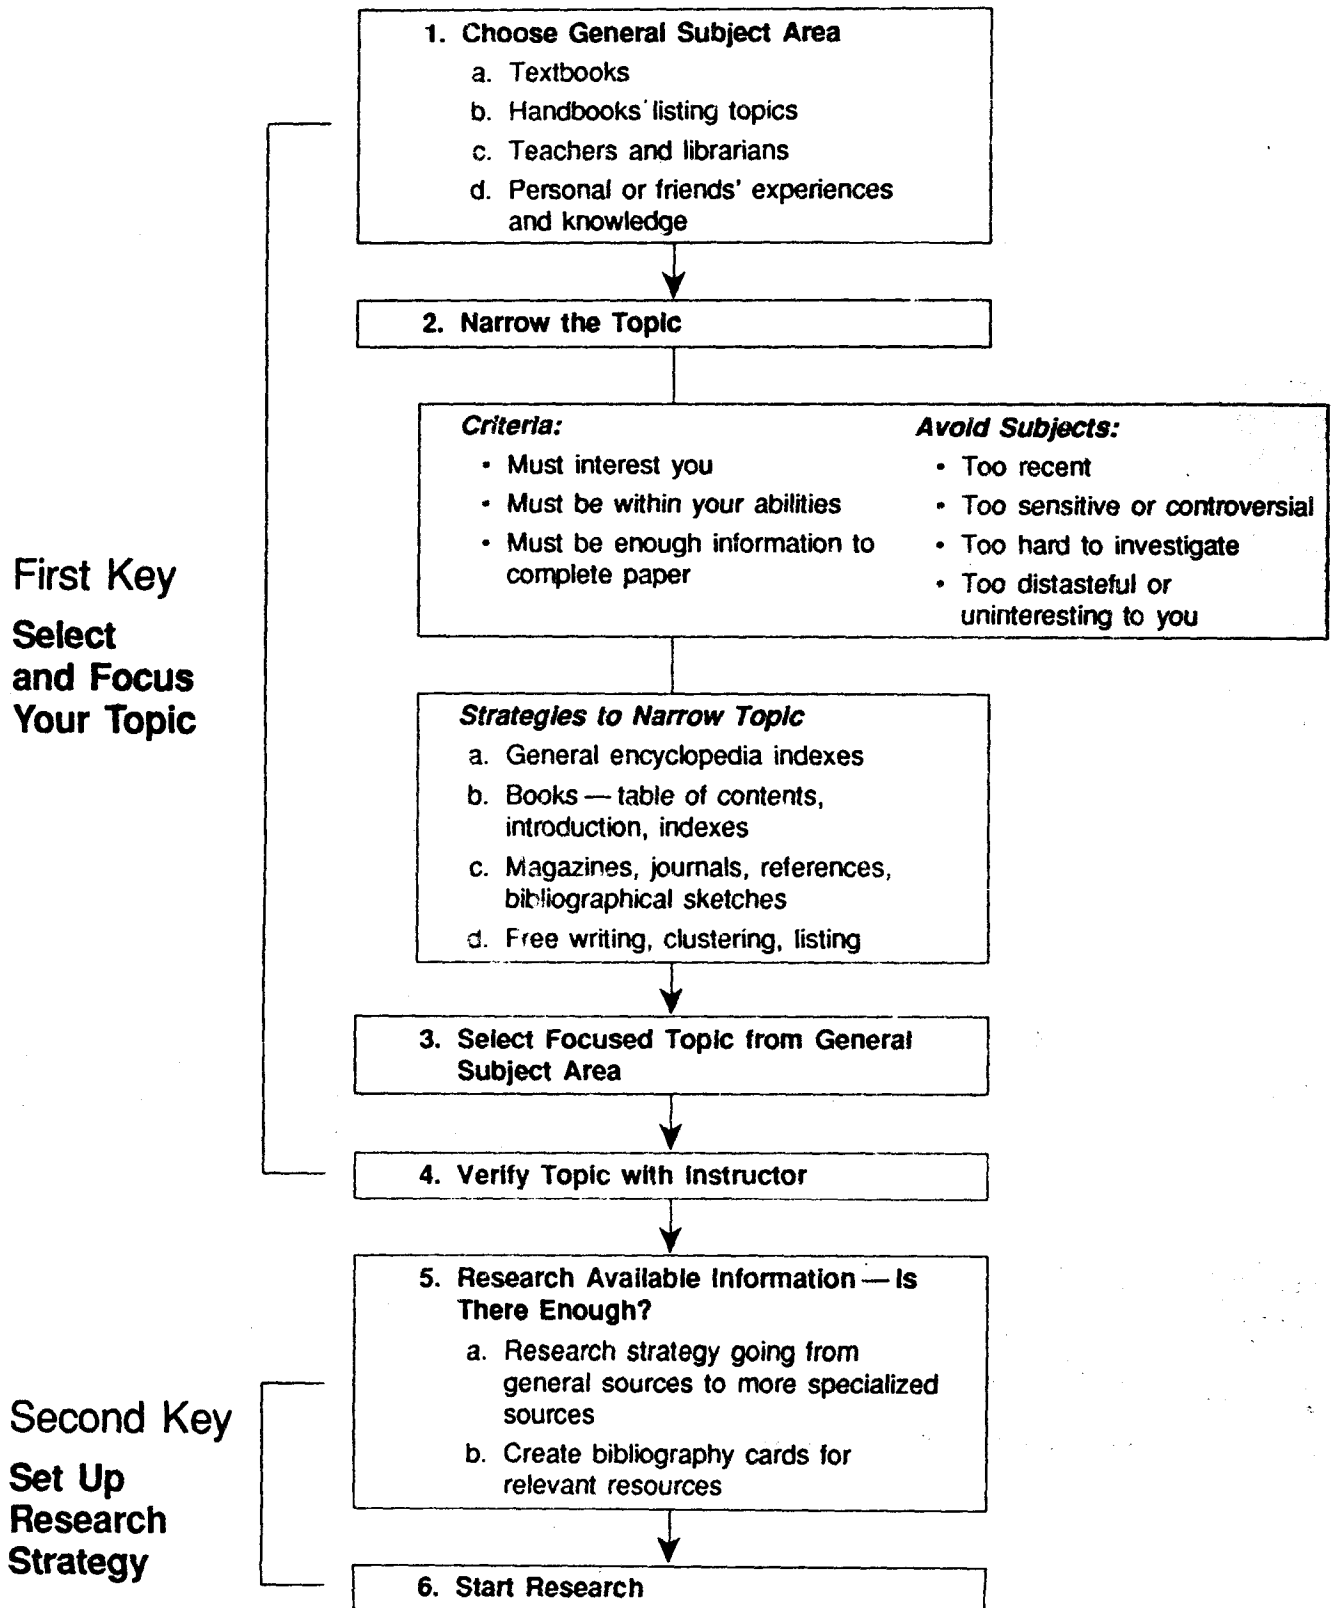 1. Choose General Subject Area
a. Textbooks
b. Handbooks listing topics
c. Teachers and librarians
d. Personal or friends' experiences
and knowledge
2. Narrow the Topic
Criteria:
• Must interest you
• Must be within your abilities
• Must be enough information to
complete paper
Avoid Subjects:
• Too recent
• Too sensitive or controversial
• Too hard to investigate
• Too distasteful or
uninteresting to you
First Key
Select
and Focus
Your Topic
Strategies to Narrow Topic
a. General encyclopedia indexes
b. Books — table of contents,
introduction, indexes
c. Magazines, journals, references,
bibliographical sketches
d. Free writing, clustering, listing
3. Select Focused Topic from General
Subject Area
4. Verify Topic with Instructor
5. Research Available Information — Is
There Enough?
a. Research strategy going from
general sources to more specialized
sources
b. Create bibliography cards for
relevant resources
Second Key
Set Up
Research
Strategy
6. Start Research